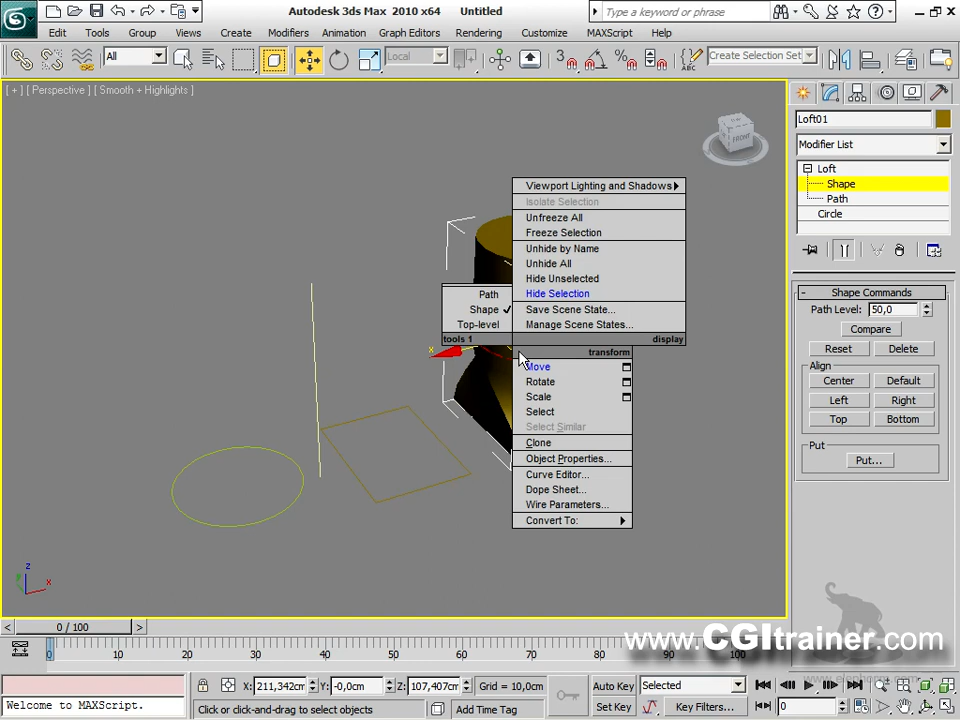 Autodesk 3ds Max 2010 x64 Untitled
Type a keyword or phrase
Edit Tools Group Views Create Modifiers Animation Graph Editors Rendering Customize MAXScript Help
All
Local
3
Create Selection Set
[ + ] [ Perspective ] [ Smooth + Highlights ]
FRONT
Loft01
Modifier List
Loft
Shape
Path
Circle
Viewport Lighting and Shadows
Isolate Selection
Unfreeze All
Freeze Selection
Unhide by Name
Unhide All
Hide Unselected
Hide Selection
Save Scene State...
Manage Scene States...
Path
Shape
Top-level
tools 1 display
transform
Move
Rotate
Scale
Select
Select Similar
Clone
Object Properties...
Curve Editor...
Dope Sheet...
Wire Parameters...
Convert To:
x
- Shape Commands
Path Level: 50,0
Compare
Reset Delete
Align
Center Default
Left Right
Top Bottom
Put
Put...
z
x
< 0 / 100 >
0 10 20 30 40 50 60 70 80 90 100
www.CGItrainer.com
X: 211,342cm Y: -0,0cm Z: 107,407cm Grid = 10,0cm
Auto Key Selected
Set Key Key Filters... 0
Welcome to MAXScript.
Click or click-and-drag to select objects
Add Time Tag